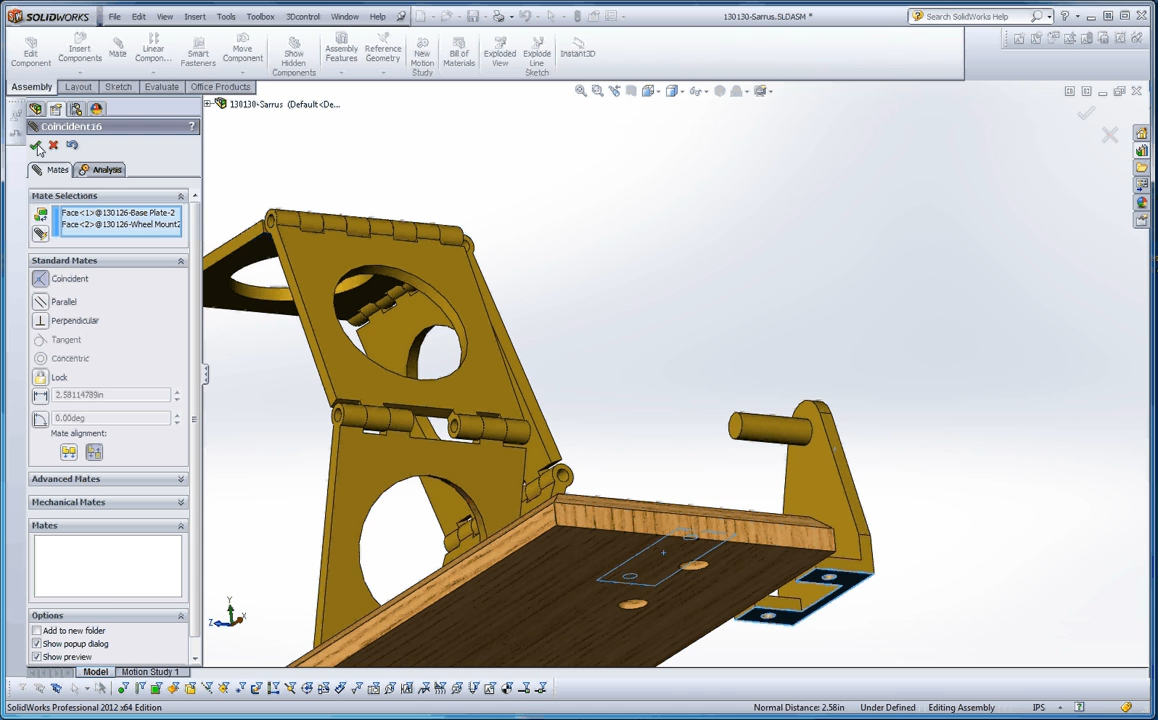 SOLIDWORKS File Edit View Insert Tools Toolbox 3Dcontrol Window Help 130130-Sarrus.SLDASM * Search SolidWorks Help
Edit Component Insert Components Mate Linear Compon... Smart Fasteners Move Component Show Hidden Components Assembly Features Reference Geometry New Motion Study Bill of Materials Exploded View Explode Line Sketch Instant3D
Assembly Layout Sketch Evaluate Office Products
130130-Sarrus (Default<De...
Coincident16 ?
Mates Analysis
Mate Selections
Face<1>@130126-Base Plate-2
Face<2>@130126-Wheel Mount2
Standard Mates
Coincident
Parallel
Perpendicular
Tangent
Concentric
Lock
2.58114789in
0.00deg
Mate alignment:
Advanced Mates
Mechanical Mates
Mates
Options
Add to new folder
Show popup dialog
Show preview
Y
Z X
Model Motion Study 1
SolidWorks Professional 2012 x64 Edition Normal Distance: 2.58in Under Defined Editing Assembly IPS ?